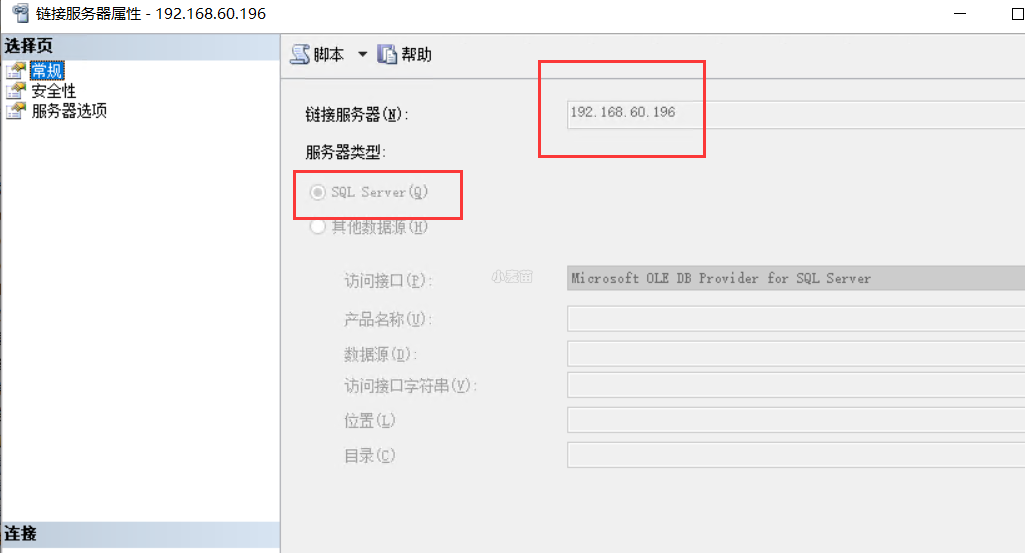 链接服务器属性 - 192.168.60.196
选择页
常规
安全性
服务器选项
连接
脚本 帮助
链接服务器(N): 192.168.60.196
服务器类型:
SQL Server(Q)
其他数据源(H)
访问接口(P): Microsoft OLE DB Provider for SQL Server
产品名称(U):
数据源(D):
访问接口字符串(V):
位置(L)
目录(C)